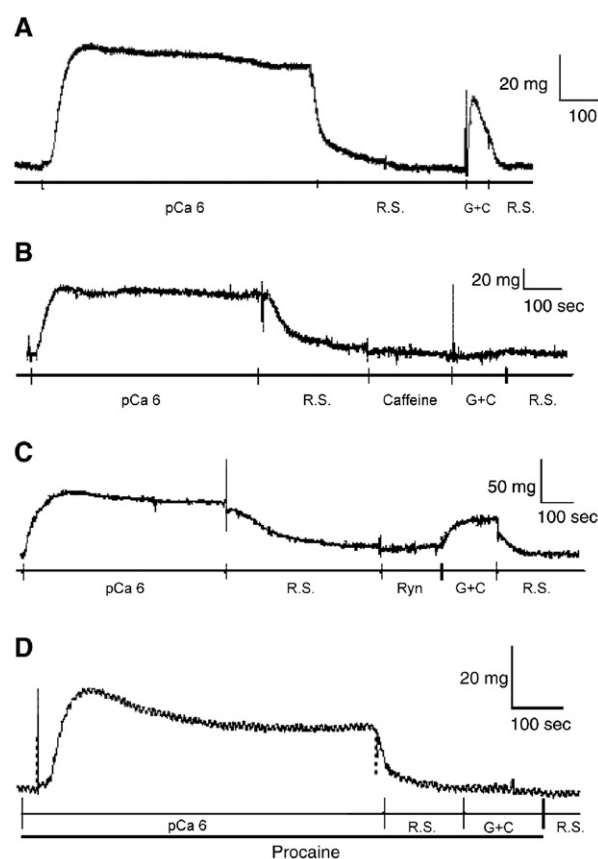 A
20 mg
100
pCa 6 R.S. G+C R.S.
B
20 mg
100 sec
pCa 6 R.S. Caffeine G+C R.S.
C
50 mg
100 sec
pCa 6 R.S. Ryn G+C R.S.
D
20 mg
100 sec
pCa 6 R.S. G+C R.S.
Procaine